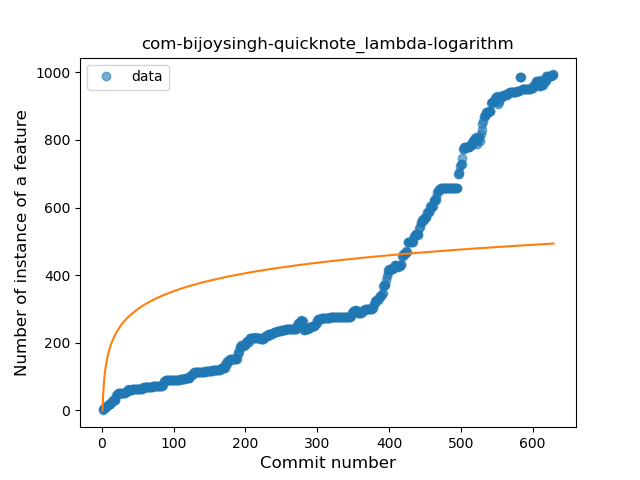 com-bijoysingh-quicknote_lambda-logarithm
data
Number of instance of a feature
1000
800
600
400
200
0
0 100 200 300 400 500 600
Commit number